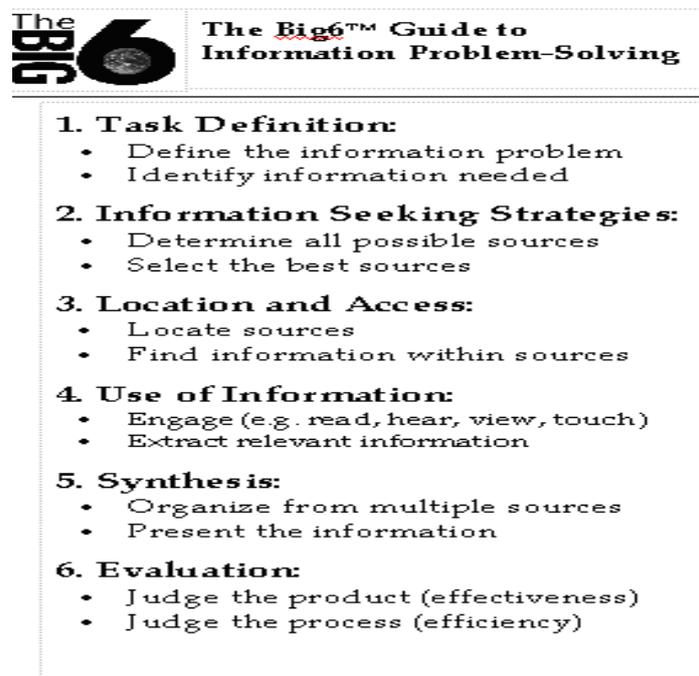 The
BIG
6
The Big6™ Guide to
Information Problem-Solving
1. Task Definition:
• Define the information problem
• Identify information needed
2. Information Seeking Strategies:
• Determine all possible sources
• Select the best sources
3. Location and Access:
• Locate sources
• Find information within sources
4. Use of Information:
• Engage (e.g. read, hear, view, touch)
• Extract relevant information
5. Synthesis:
• Organize from multiple sources
• Present the information
6. Evaluation:
• Judge the product (effectiveness)
• Judge the process (efficiency)